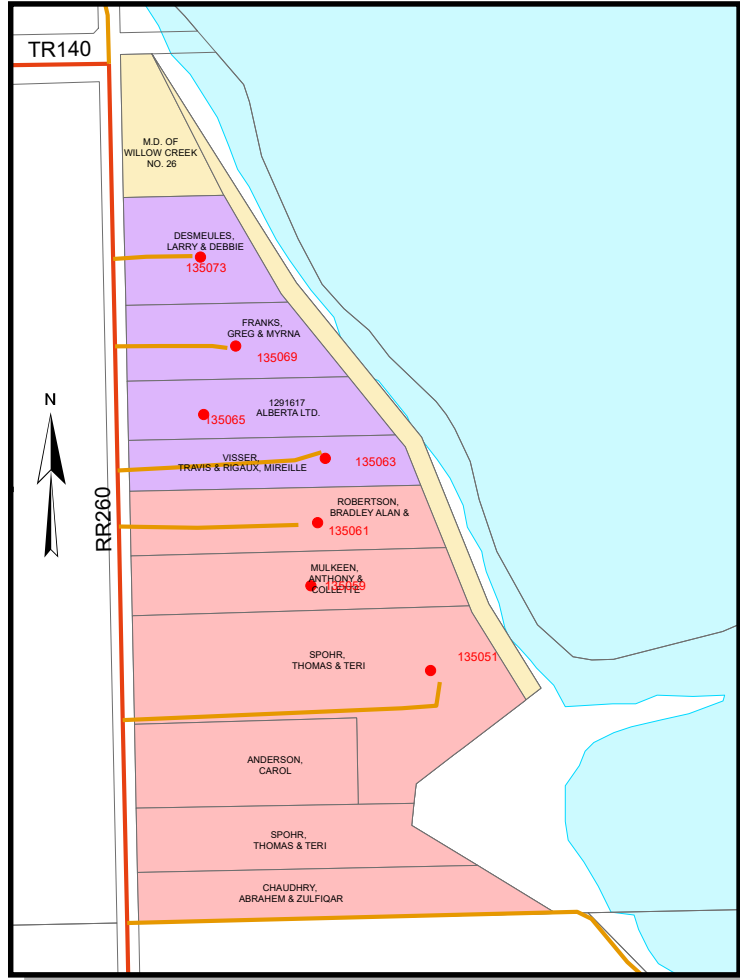 TR140
M.D. OF
WILLOW CREEK
NO. 26
DESMEULES,
LARRY & DEBBIE
135073
FRANKS,
GREG & MYRNA
135069
1291617
ALBERTA LTD.
135065
N
VISSER,
TRAVIS & RIGAUX, MIREILLE
135063
RR260
ROBERTSON,
BRADLEY ALAN &
135061
MULKEEN,
ANTHONY &
COLLETTE
135059
SPOHR,
THOMAS & TERI
135051
ANDERSON,
CAROL
SPOHR,
THOMAS & TERI
CHAUDHRY,
ABRAHEM & ZULFIQAR